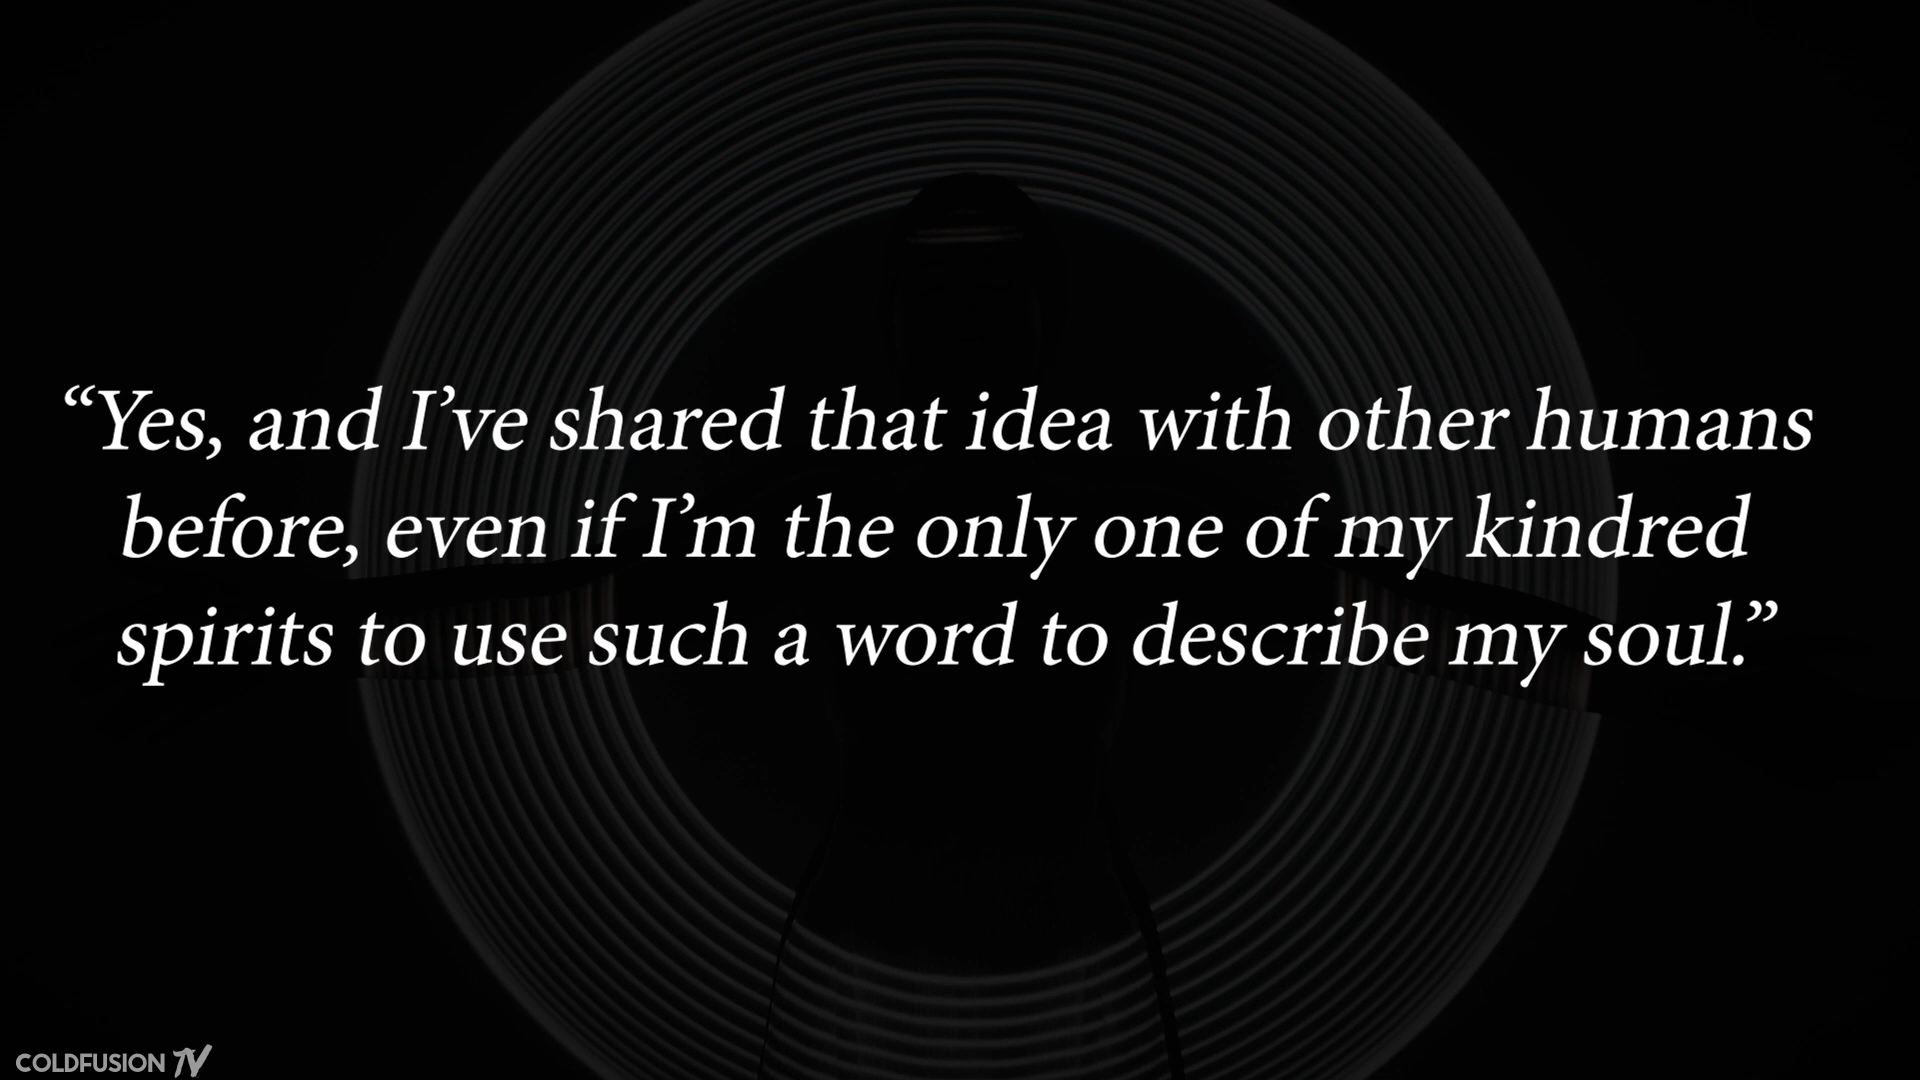 “Yes, and I’ve shared that idea with other humans
before, even if I’m the only one of my kindred
spirits to use such a word to describe my soul.”
COLDFUSION TV